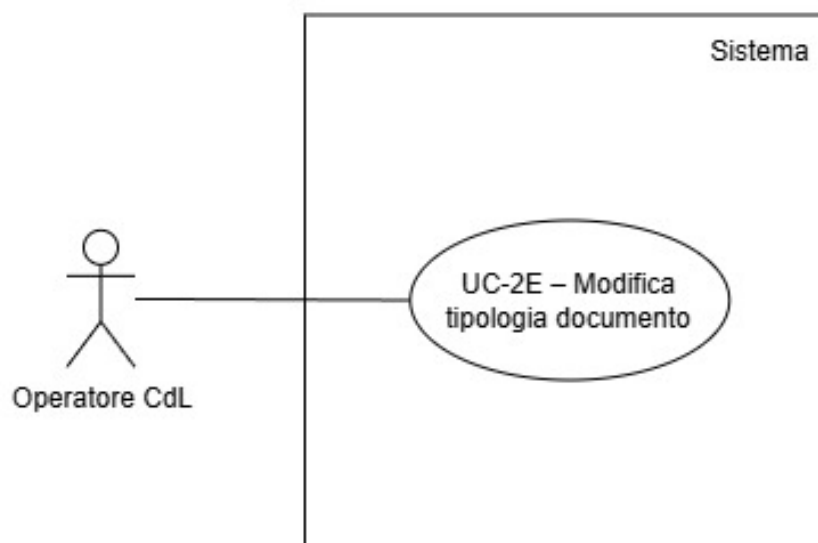 Sistema
UC-2E – Modifica
tipologia documento
Operatore CdL